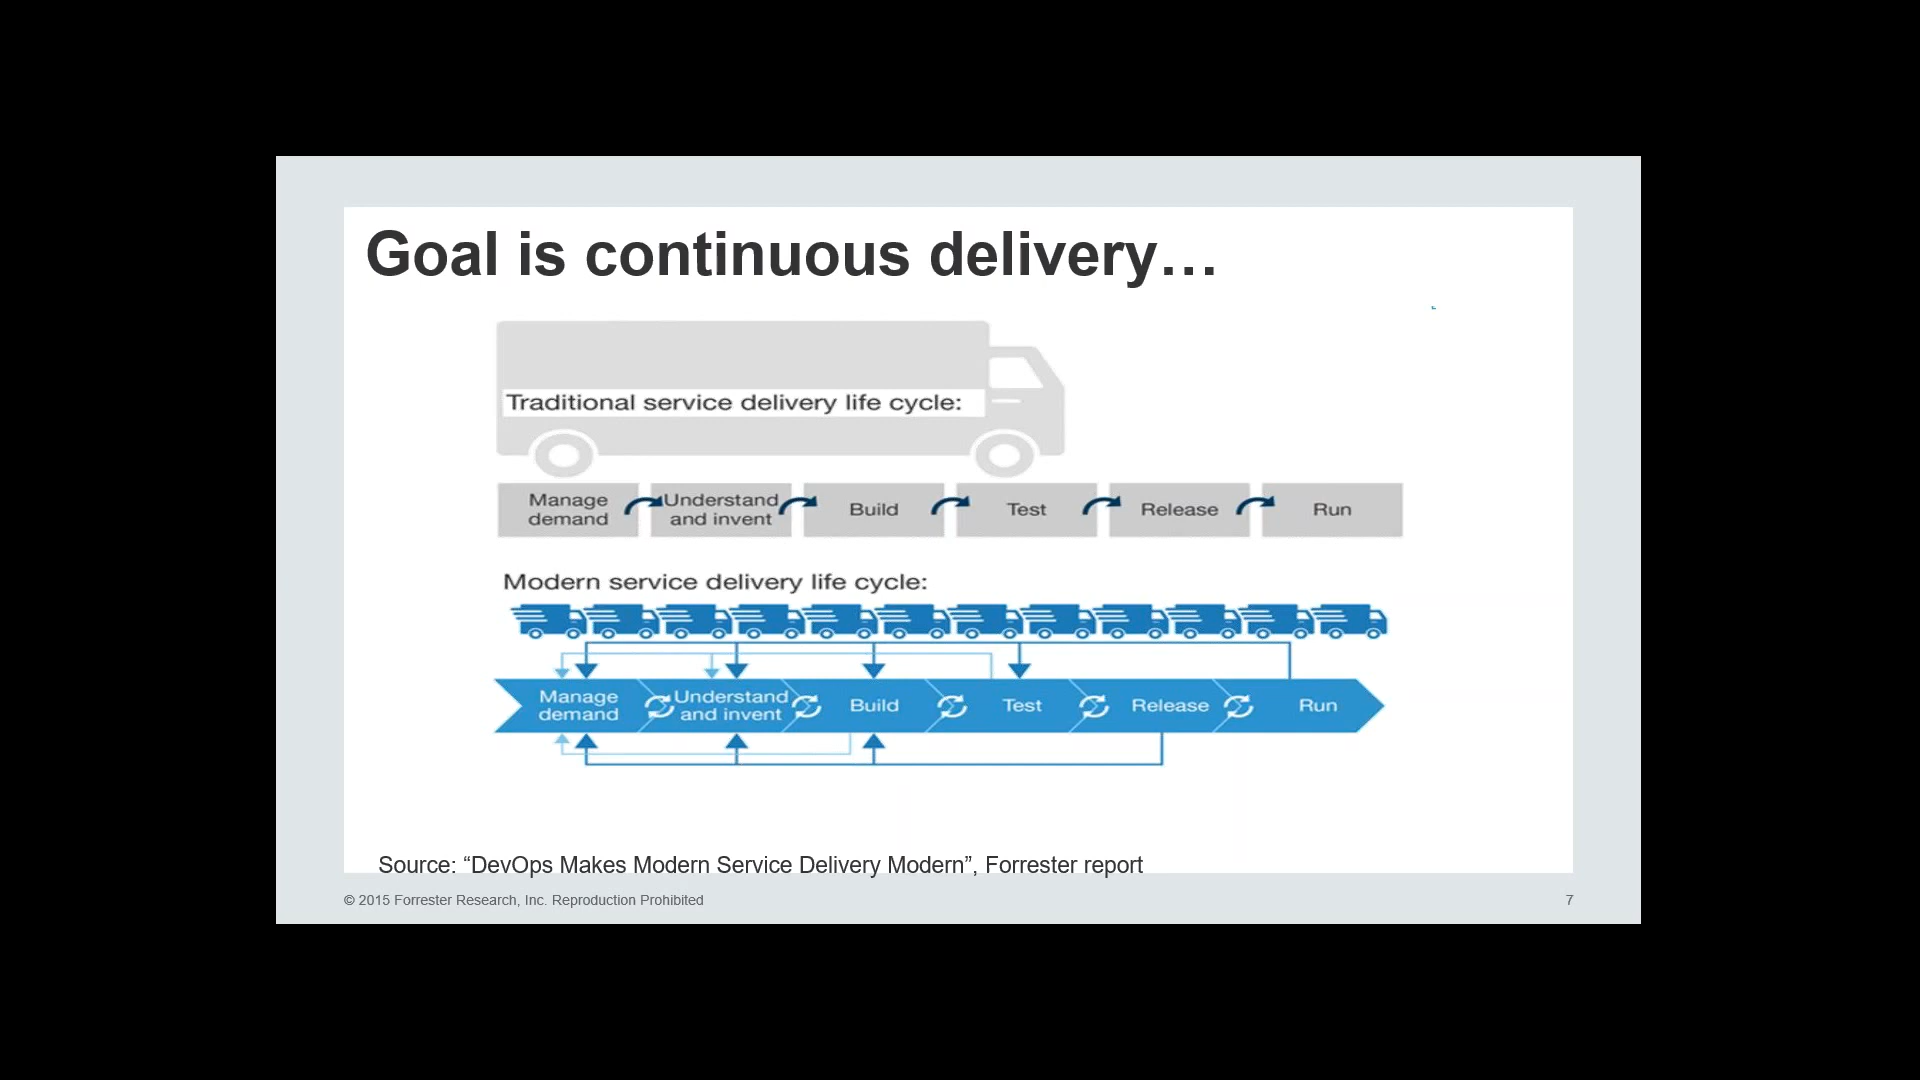 Goal is continuous delivery…
Traditional service delivery life cycle:
Manage
demand
Understand
and invent
Build
Test
Release
Run
Modern service delivery life cycle:
Manage
demand
Understand
and invent
Build
Test
Release
Run
Source: “DevOps Makes Modern Service Delivery Modern”, Forrester report
© 2015 Forrester Research, Inc. Reproduction Prohibited
7